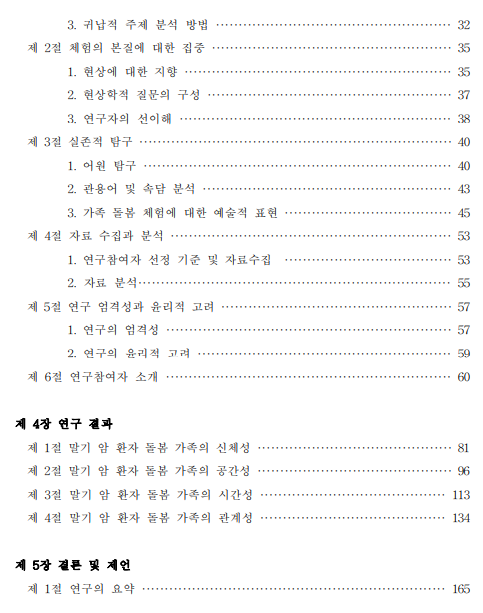 3. 귀납적 주제 분석 방법 ·················································· 32
제 2절 체험의 본질에 대한 집중 ·················································· 35
1. 현상에 대한 지향 ·················································· 35
2. 현상학적 질문의 구성 ·················································· 37
3. 연구자의 선이해 ·················································· 38
제 3절 실존적 탐구 ·················································· 40
1. 어원 탐구 ·················································· 40
2. 관용어 및 속담 분석 ·················································· 43
3. 가족 돌봄 체험에 대한 예술적 표현 ·································· 45
제 4절 자료 수집과 분석 ·················································· 53
1. 연구참여자 선정 기준 및 자료수집 ·································· 53
2. 자료 분석·················································· 55
제 5절 연구 엄격성과 윤리적 고려 ·················································· 57
1. 연구의 엄격성 ·················································· 57
2. 연구의 윤리적 고려 ·················································· 59
제 6절 연구참여자 소개 ·················································· 60
제 4장 연구 결과
제 1절 말기 암 환자 돌봄 가족의 신체성 ········································ 81
제 2절 말기 암 환자 돌봄 가족의 공간성 ········································ 96
제 3절 말기 암 환자 돌봄 가족의 시간성 ······································ 113
제 4절 말기 암 환자 돌봄 가족의 관계성 ······································ 134
제 5장 결론 및 제언
제 1절 연구의 요약 ·················································· 165